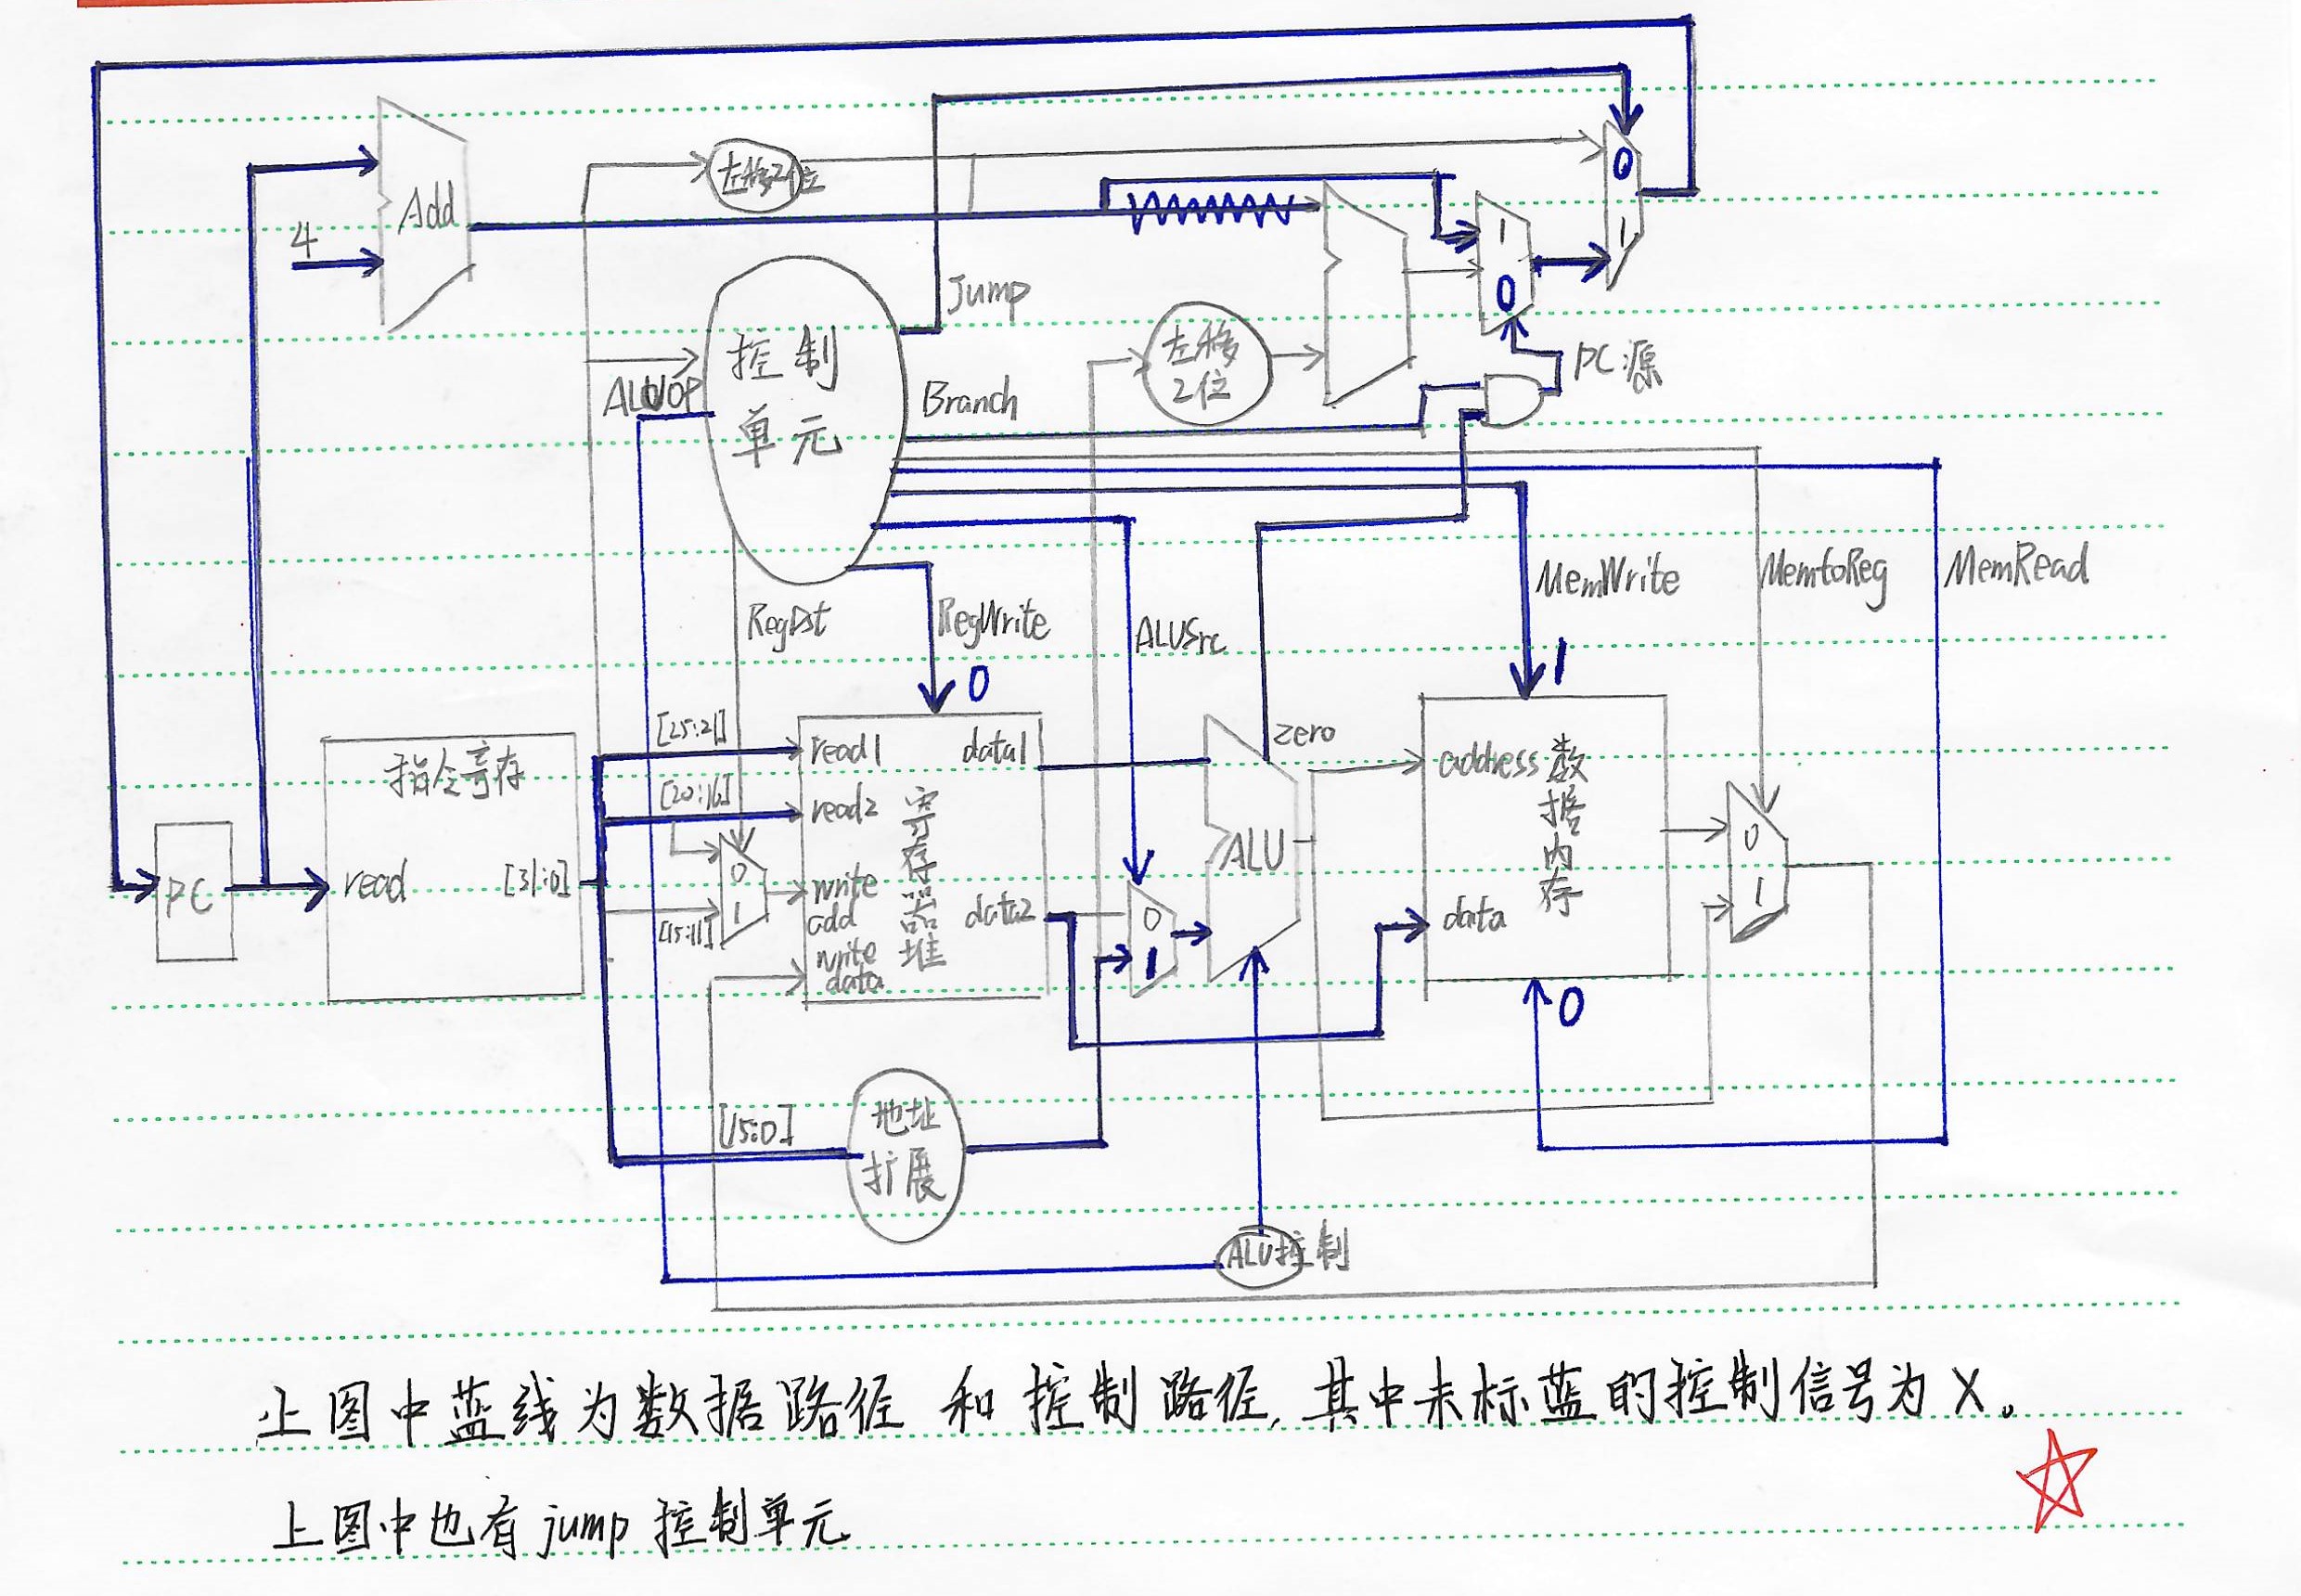 左移2位
0
1
Add
4
1
0
Jump
控制
单元
左移
2位
PC源
ALUOP
Branch
RegDst
RegWrite
ALUSrc
MemWrite
MemtoReg
MemRead
0
1
[25:21]
read1
data1
zero
指令寄存
address
数据内存
[20:16]
read2
寄存器堆
0
1
ALU
0
1
PC
read
[31:0]
write
add
data2
0
1
data
[15:11]
write
data
0
[15:0]
地址
扩展
ALU控制
上图中蓝线为数据路径 和 控制路径, 其中未标蓝的控制信号为X。
上图中也有jump控制单元